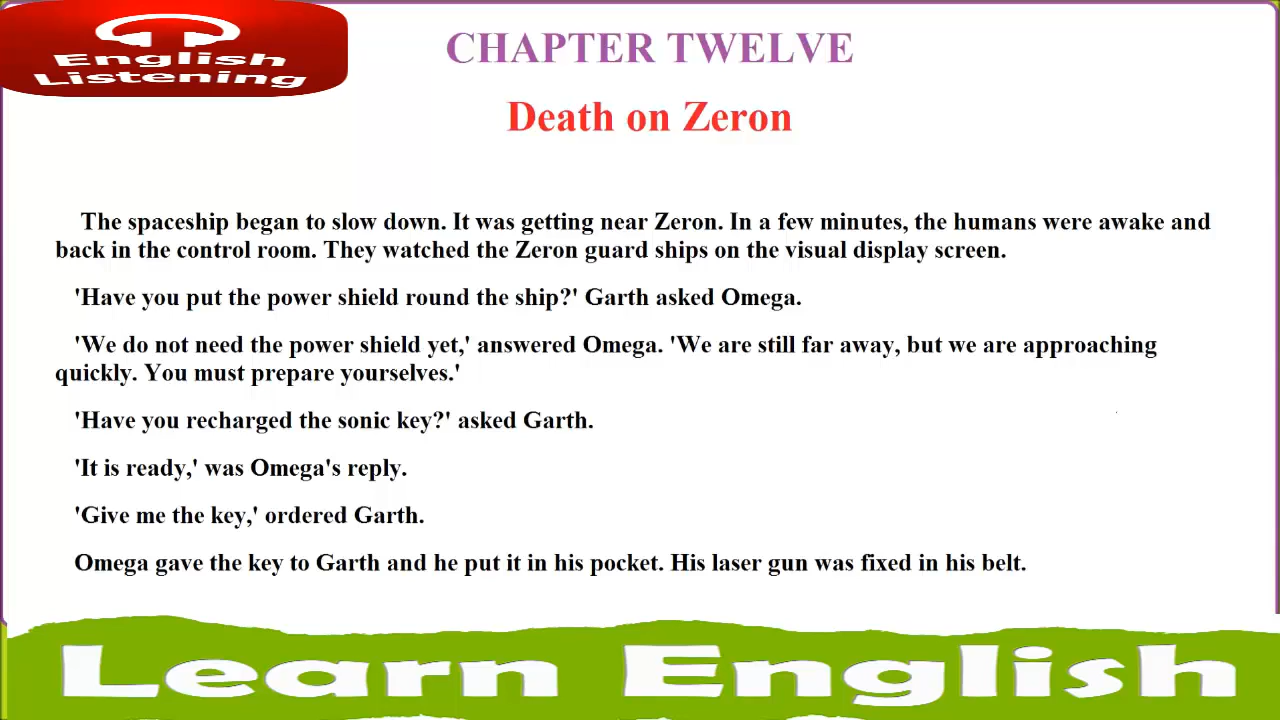 English
Listening
CHAPTER TWELVE
Death on Zeron
The spaceship began to slow down. It was getting near Zeron. In a few minutes, the humans were awake and
back in the control room. They watched the Zeron guard ships on the visual display screen.
'Have you put the power shield round the ship?' Garth asked Omega.
'We do not need the power shield yet,' answered Omega. 'We are still far away, but we are approaching
quickly. You must prepare yourselves.'
'Have you recharged the sonic key?' asked Garth.
'It is ready,' was Omega's reply.
'Give me the key,' ordered Garth.
Omega gave the key to Garth and he put it in his pocket. His laser gun was fixed in his belt.
Learn English